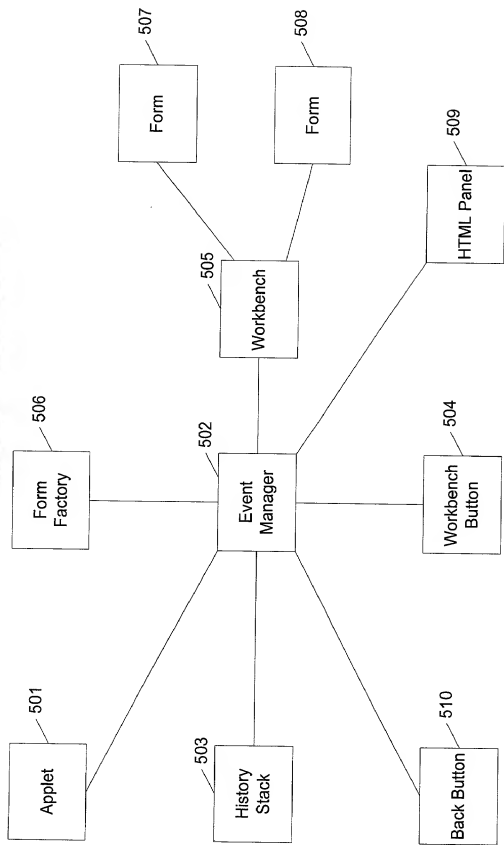 Applet
501
Form
Factory
506
Form
507
Form
508
Workbench
505
Event
Manager
502
History
Stack
503
HTML Panel
509
Workbench
Button
504
Back Button
510